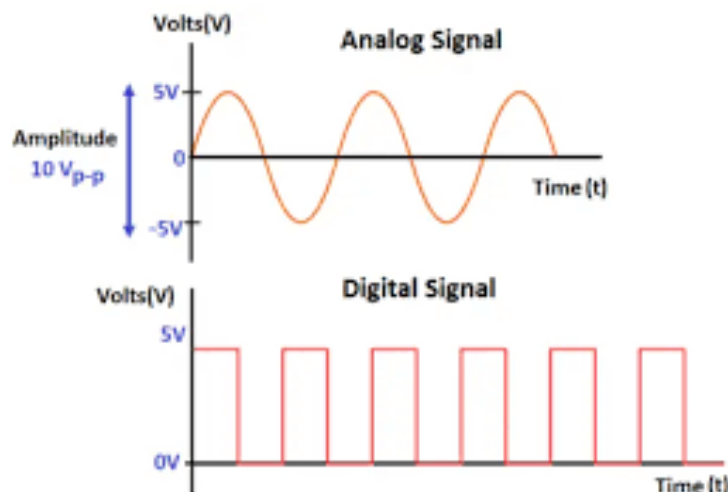 Volts(V)
Analog Signal
5V
Amplitude
10 Vp-p
0
Time (t)
-5V
Digital Signal
Volts(V)
5V
0V
Time (t)